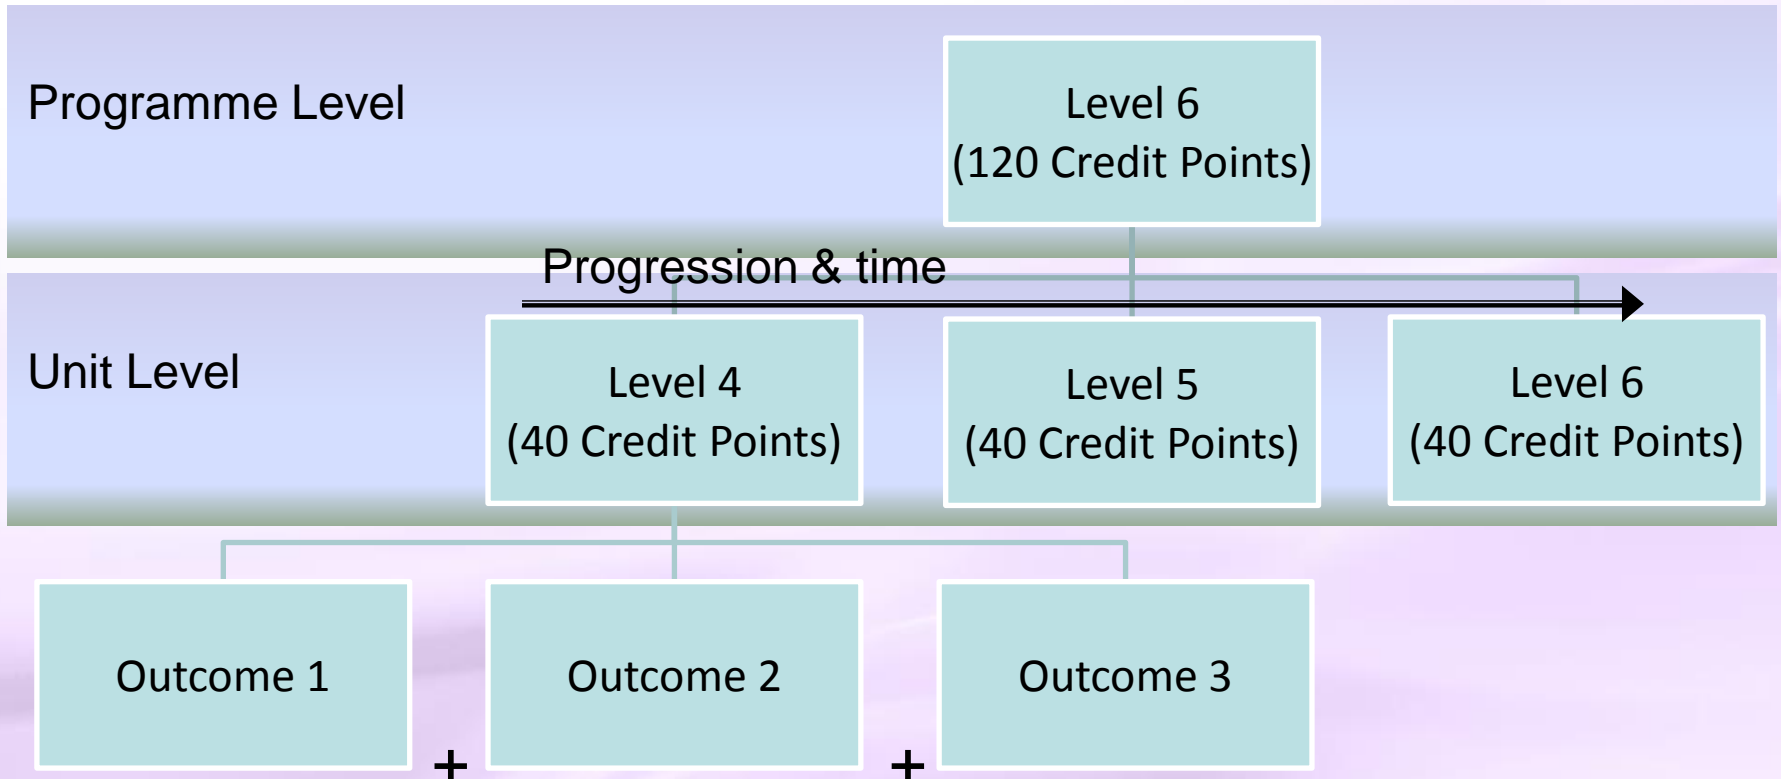 Programme Level
Level 6
(120 Credit Points)
Progression & time
Unit Level
Level 4
(40 Credit Points)
Level 5
(40 Credit Points)
Level 6
(40 Credit Points)
Outcome 1
+
Outcome 2
+
Outcome 3